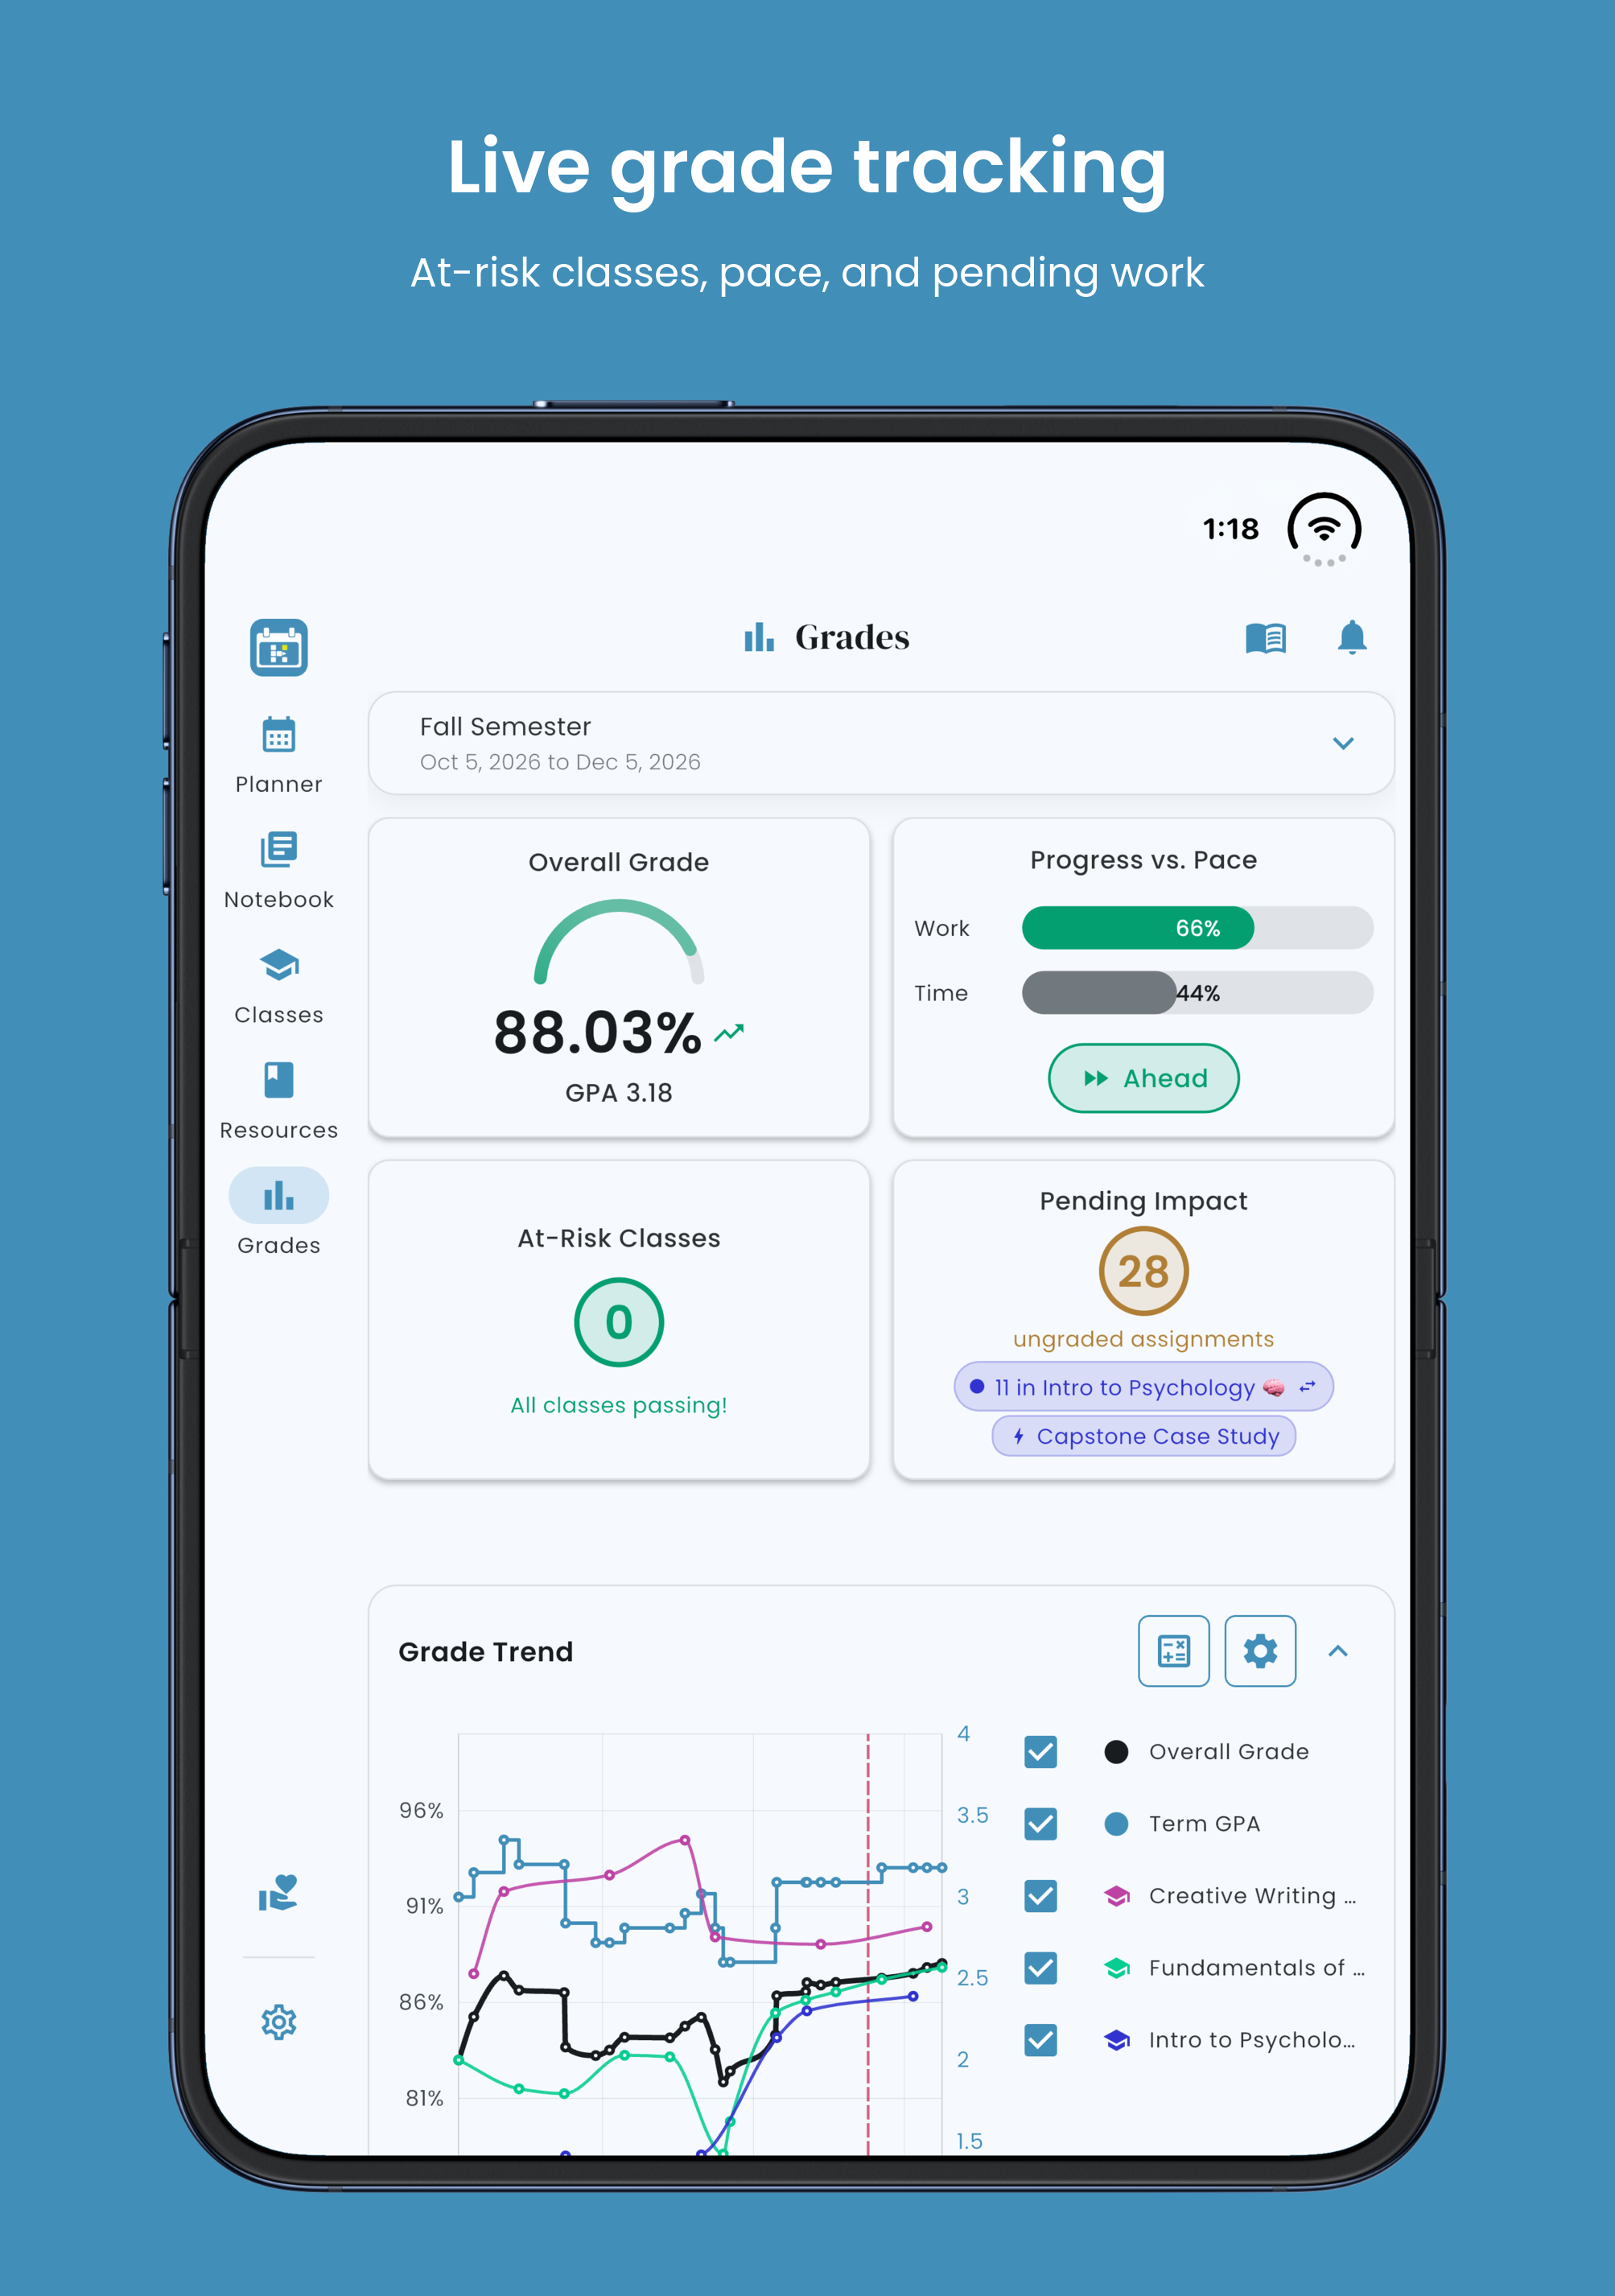 Live grade tracking
At-risk classes, pace, and pending work
1:18
Grades
Planner
Notebook
Classes
Resources
Grades
Fall Semester
Oct 5, 2026 to Dec 5, 2026
Overall Grade
88.03%
GPA 3.18
Progress vs. Pace
Work 66%
Time 44%
Ahead
At-Risk Classes
0
All classes passing!
Pending Impact
28
ungraded assignments
11 in Intro to Psychology 🧠
Capstone Case Study
Grade Trend
96%
91%
86%
81%
4
3.5
3
2.5
2
1.5
Overall Grade
Term GPA
Creative Writing ...
Fundamentals of ...
Intro to Psycholo...